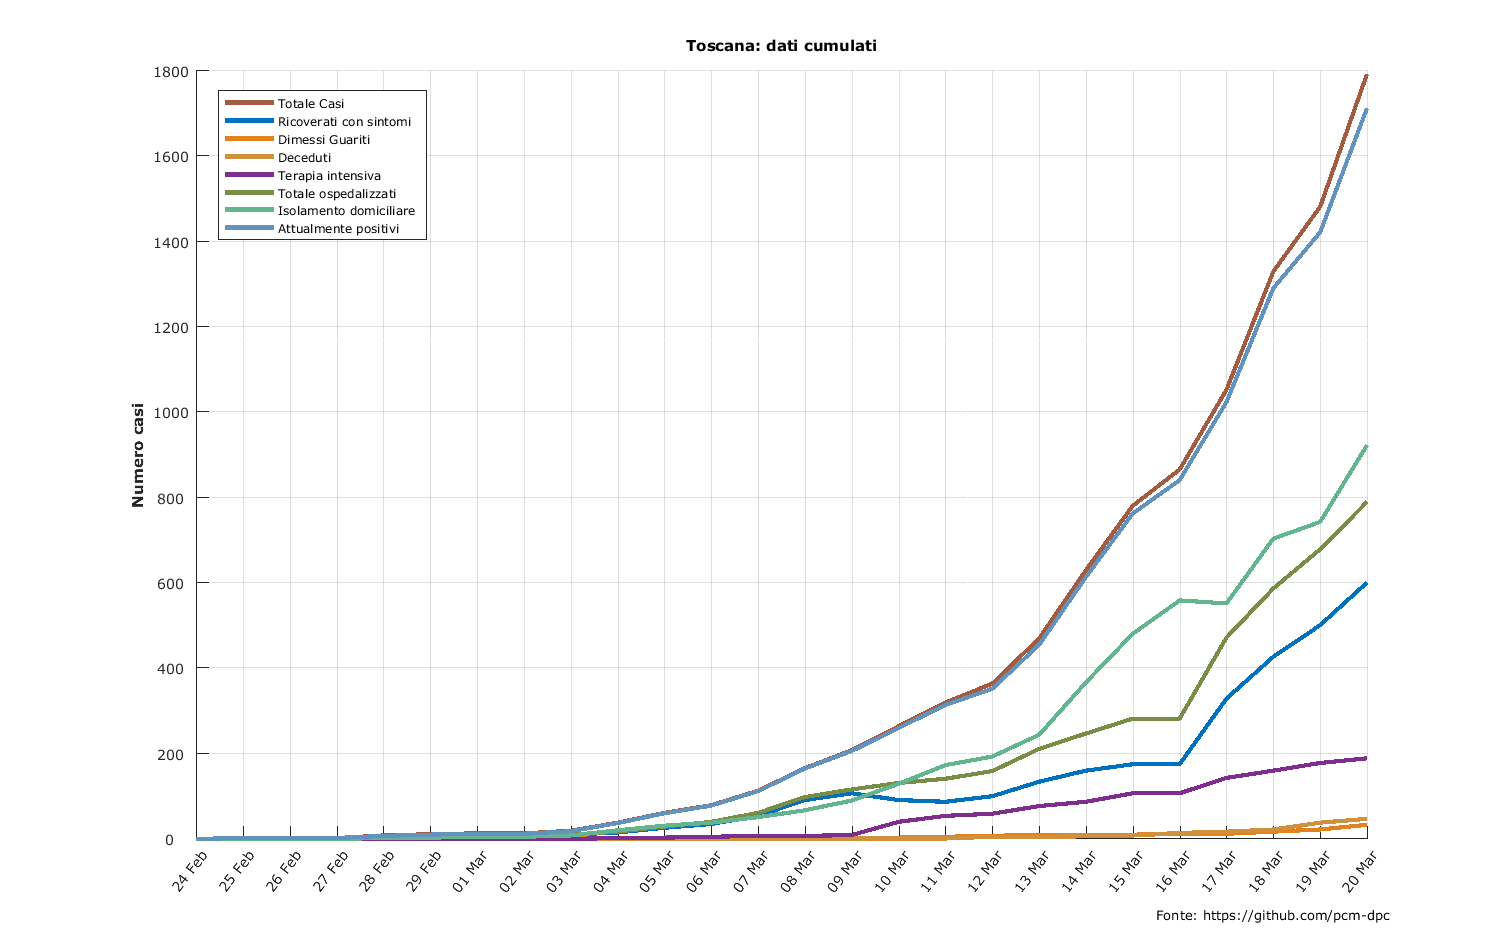 Toscana: dati cumulati
1800
1600
1400
1200
1000
800
600
400
200
0
Numero casi
Totale Casi
Ricoverati con sintomi
Dimessi Guariti
Deceduti
Terapia intensiva
Totale ospedalizzati
Isolamento domiciliare
Attualmente positivi
24 Feb
25 Feb
26 Feb
27 Feb
28 Feb
29 Feb
01 Mar
02 Mar
03 Mar
04 Mar
05 Mar
06 Mar
07 Mar
08 Mar
09 Mar
10 Mar
11 Mar
12 Mar
13 Mar
14 Mar
15 Mar
16 Mar
17 Mar
18 Mar
19 Mar
20 Mar
Fonte: https://github.com/pcm-dpc